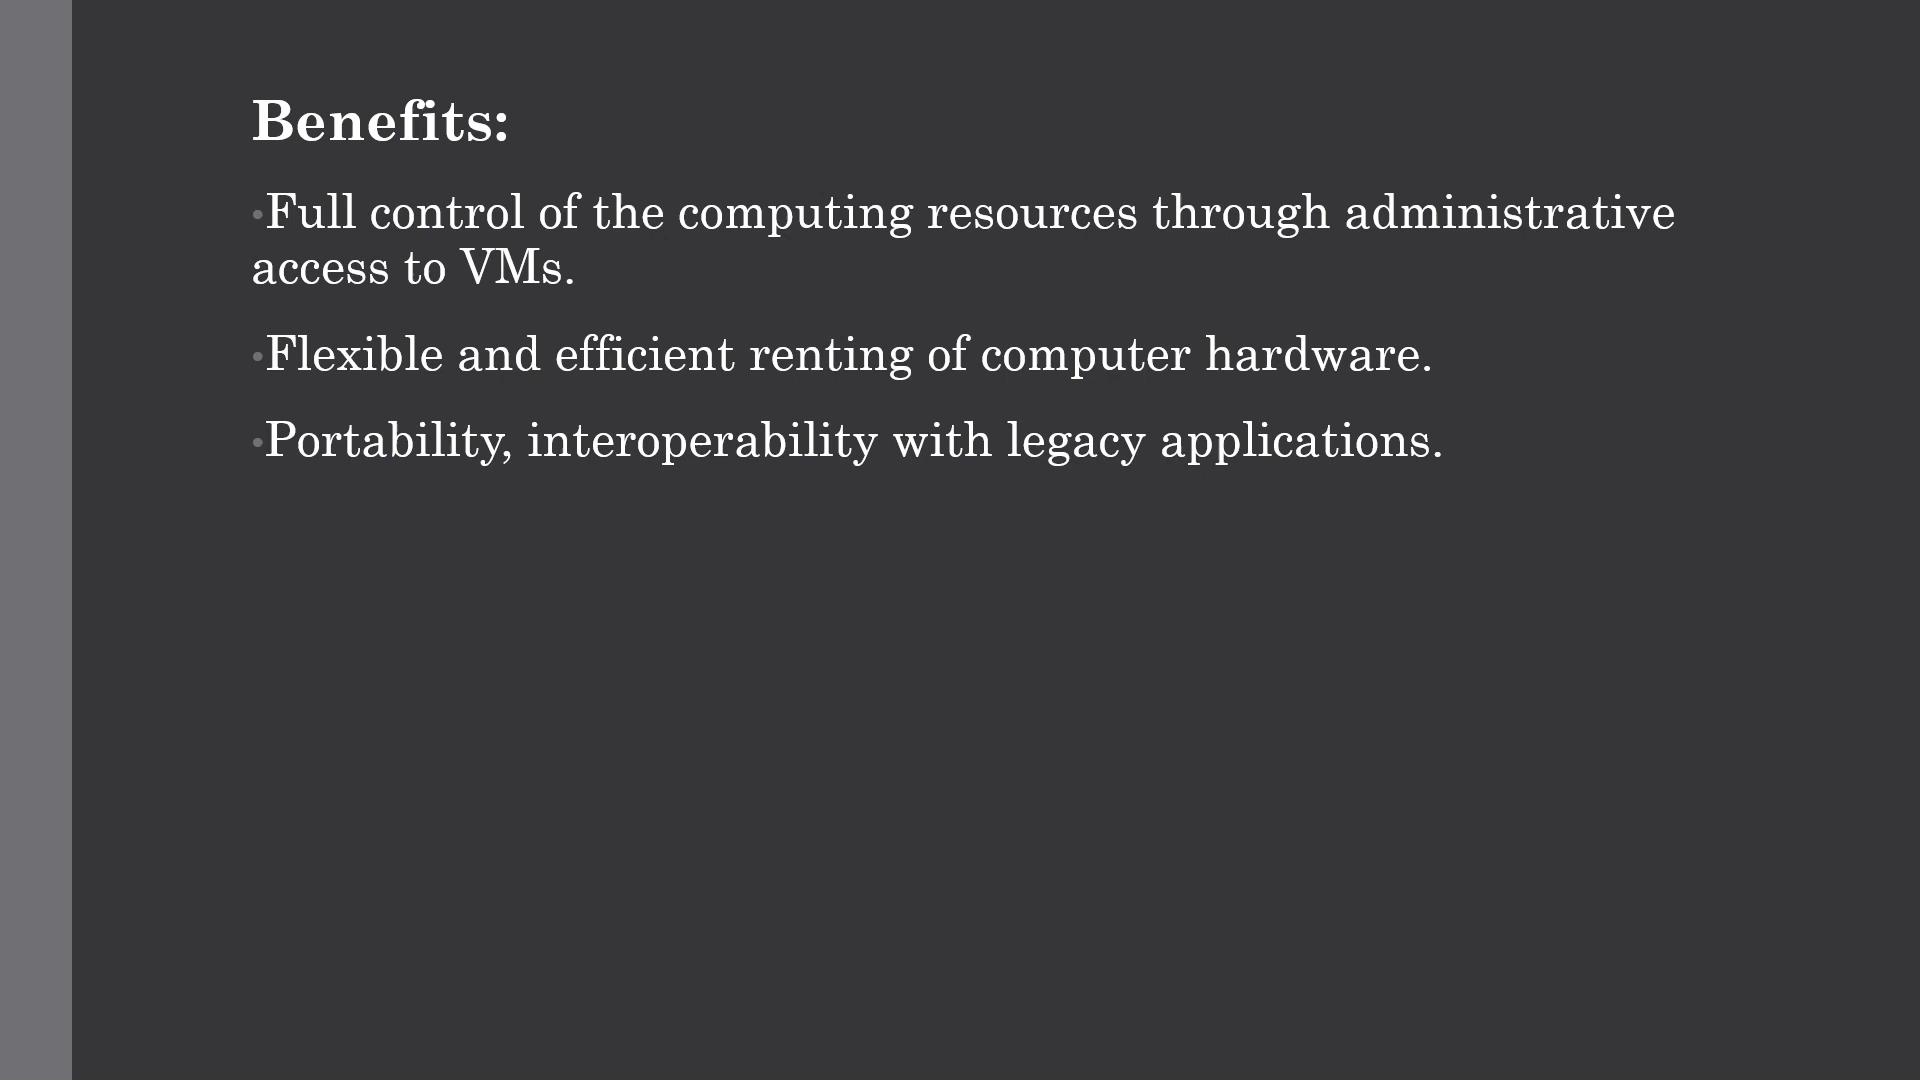 Benefits:
•Full control of the computing resources through administrative
access to VMs.
•Flexible and efficient renting of computer hardware.
•Portability, interoperability with legacy applications.